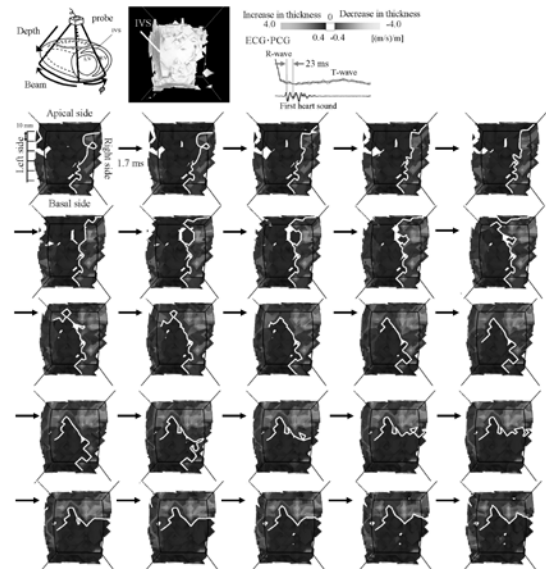 probe
IVS
Depth
Beam
IVS
Increase in thickness 0 Decrease in thickness
4.0 -4.0
ECG-PCG 0.4 -0.4 [(m/s)/m]
R-wave
23 ms
T-wave
First heart sound
Apical side
10 mm
Left side
Right side
1.7 ms
Basal side